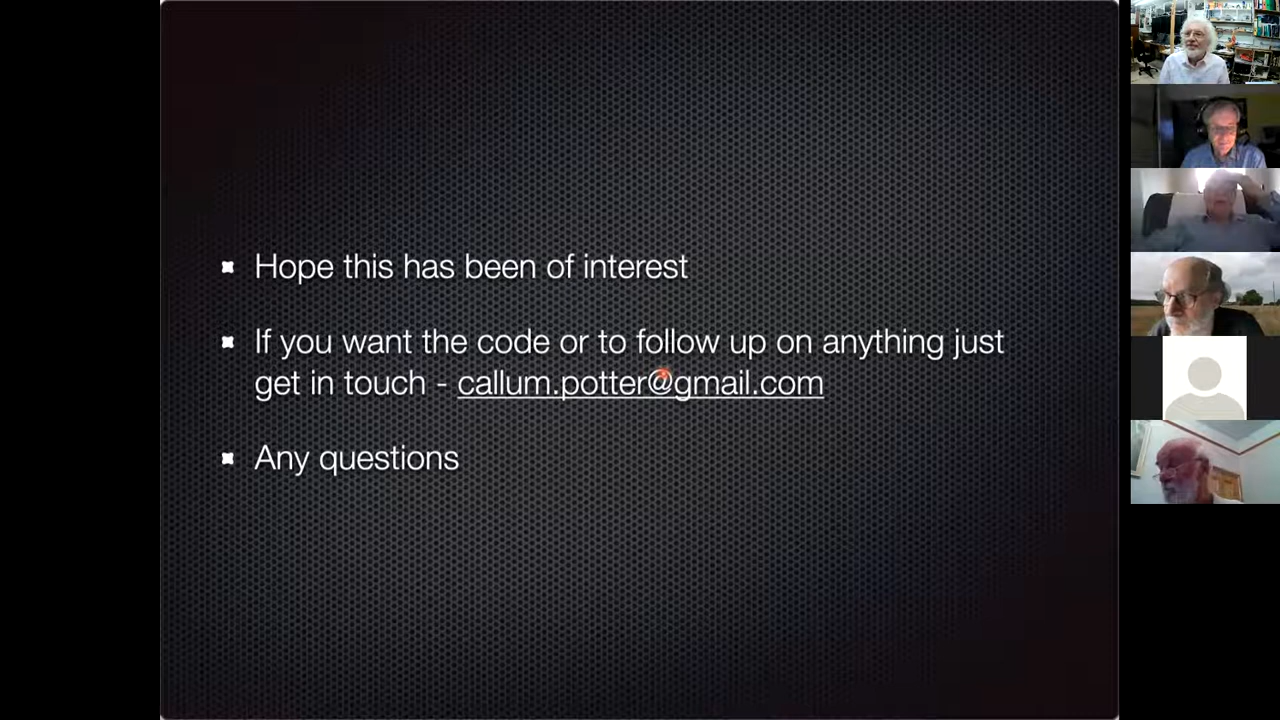 Hope this has been of interest
If you want the code or to follow up on anything just
get in touch - callum.potter@gmail.com
Any questions